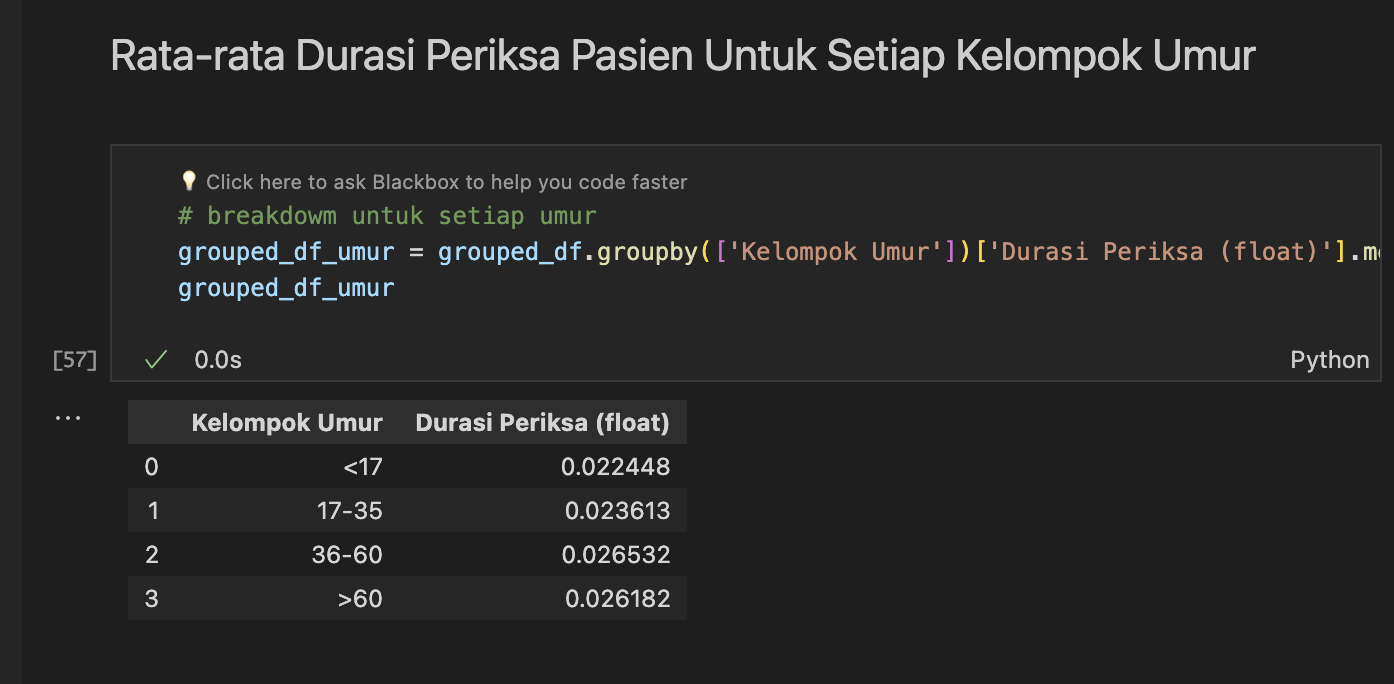 Rata-rata Durasi Periksa Pasien Untuk Setiap Kelompok Umur
Click here to ask Blackbox to help you code faster
# breakdowm untuk setiap umur
grouped_df_umur = grouped_df.groupby(['Kelompok Umur'])['Durasi Periksa (float)'].m
grouped_df_umur
[57] ✓ 0.0s Python
...
Kelompok Umur Durasi Periksa (float)
0 <17 0.022448
1 17-35 0.023613
2 36-60 0.026532
3 >60 0.026182